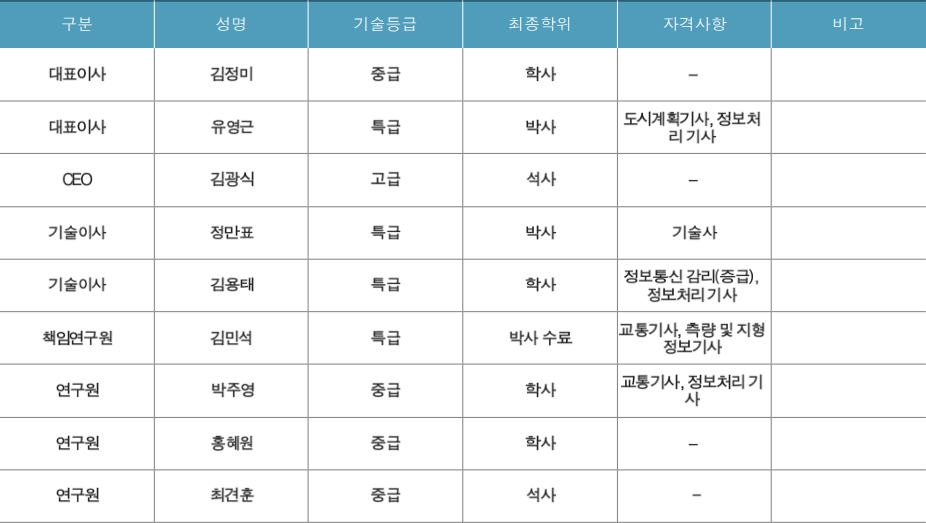 구분 성명 기술등급 최종학위 자격사항 비고
대표이사 김정미 중급 학사 –
대표이사 유영근 특급 박사 도시계획기사, 정보처
리 기사
CEO 김광식 고급 석사 –
기술이사 정만표 특급 박사 기술사
기술이사 김용태 특급 학사 정보통신 감리(증급),
정보처리 기사
책임연구원 김민석 특급 박사 수료 교통기사, 측량 및 지형
정보기사
연구원 박주영 중급 학사 교통기사, 정보처리 기
사
연구원 홍혜원 중급 학사 –
연구원 최견훈 중급 석사 –